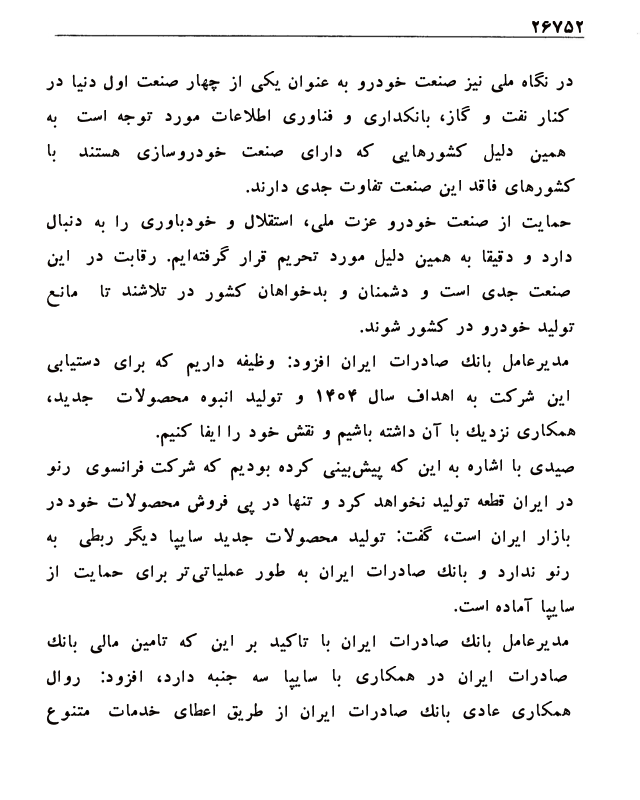 ۲۶۷۵۲
در نگاه ملی نیز صنعت خودرو به عنوان یکی از چهار صنعت اول دنیا در
کنار نفت و گاز، بانکداری و فناوری اطلاعات مورد توجه است به
همین دلیل کشورهایی که دارای صنعت خودروسازی هستند با
کشورهای فاقد این صنعت تفاوت جدی دارند.
حمایت از صنعت خودرو عزت ملی، استقلال و خودباوری را به دنبال
دارد و دقیقا به همین دلیل مورد تحریم قرار گرفته‌ایم. رقابت در این
صنعت جدی است و دشمنان و بدخواهان کشور در تلاشند تا مانع
تولید خودرو در کشور شوند.
مدیرعامل بانك صادرات ایران افزود: وظیفه داریم که برای دستیابی
این شرکت به اهداف سال ۱۴۰۴ و تولید انبوه محصولات جدید،
همکاری نزدیك با آن داشته باشیم و نقش خود را ایفا کنیم.
صیدی با اشاره به این که پیش‌بینی کرده بودیم که شرکت فرانسوی رنو
در ایران قطعه تولید نخواهد کرد و تنها در پی فروش محصولات خود در
بازار ایران است، گفت: تولید محصولات جدید سایپا دیگر ربطی به
رنو ندارد و بانك صادرات ایران به طور عملیاتی‌تر برای حمایت از
سایپا آماده است.
مدیرعامل بانك صادرات ایران با تاکید بر این که تامین مالی بانك
صادرات ایران در همکاری با سایپا سه جنبه دارد، افزود: روال
همکاری عادی بانك صادرات ایران از طریق اعطای خدمات متنوع